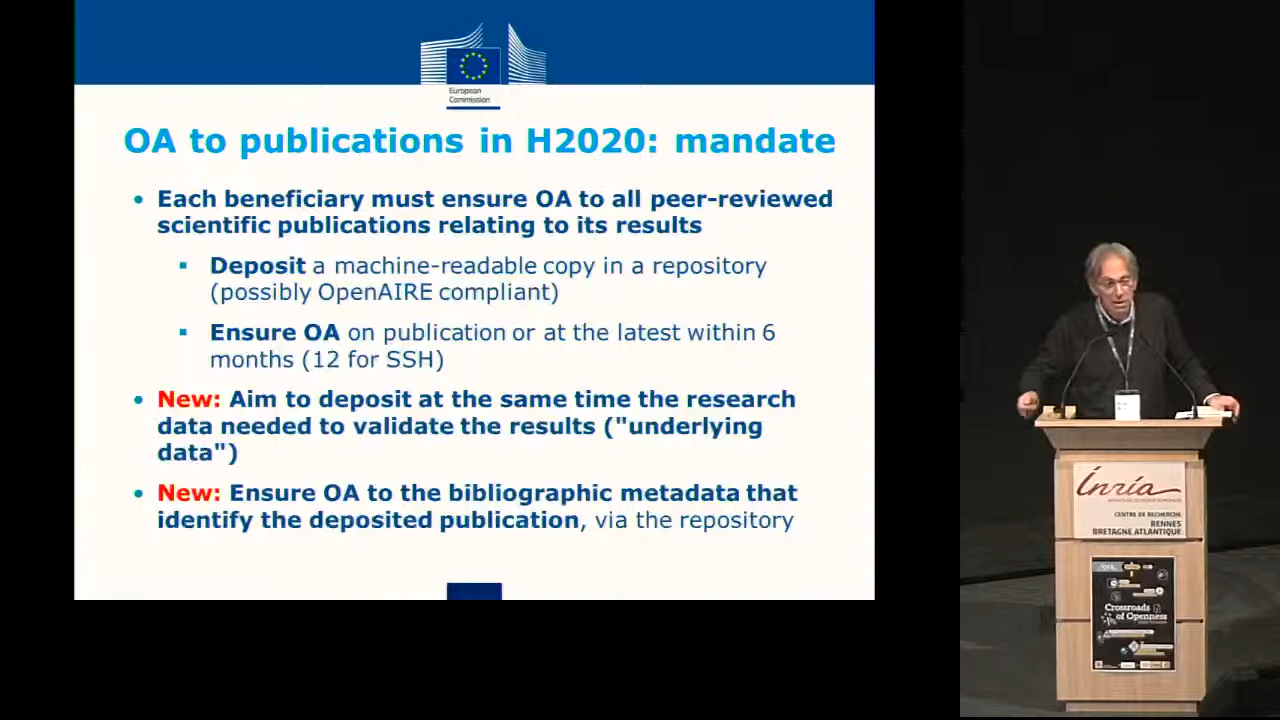 European
Commission
OA to publications in H2020: mandate
• Each beneficiary must ensure OA to all peer-reviewed
scientific publications relating to its results
▪ Deposit a machine-readable copy in a repository
(possibly OpenAIRE compliant)
▪ Ensure OA on publication or at the latest within 6
months (12 for SSH)
• New: Aim to deposit at the same time the research
data needed to validate the results ("underlying
data")
• New: Ensure OA to the bibliographic metadata that
identify the deposited publication, via the repository
Inria
CENTRE DE RECHERCHE
RENNES
BRETAGNE ATLANTIQUE
Crossroads
of Openness